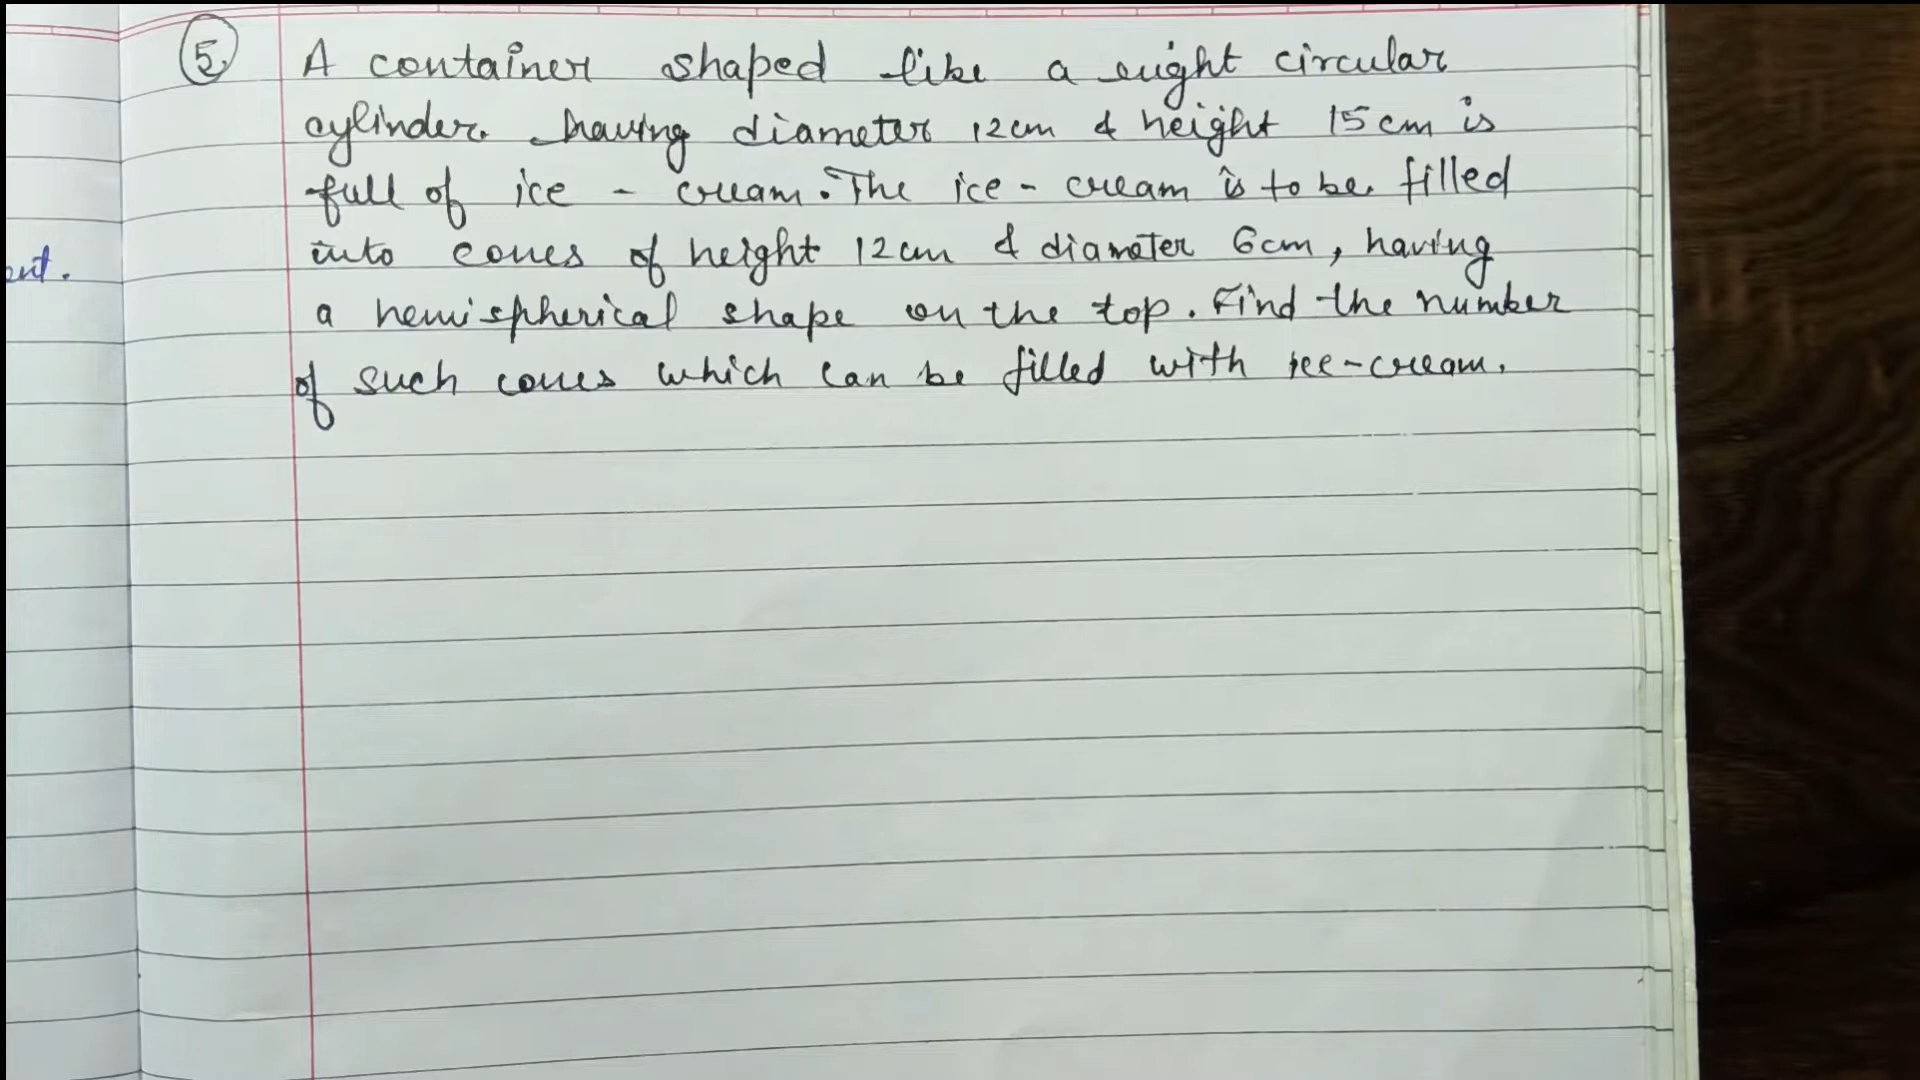 5. A container shaped like a right circular
cylinder having diameter 12cm & height 15cm is
full of ice - cream. The ice - cream is to be filled
into cones of height 12cm & diameter 6cm, having
ent.
a hemispherical shape on the top. Find the number
of such cones which can be filled with ice-cream.